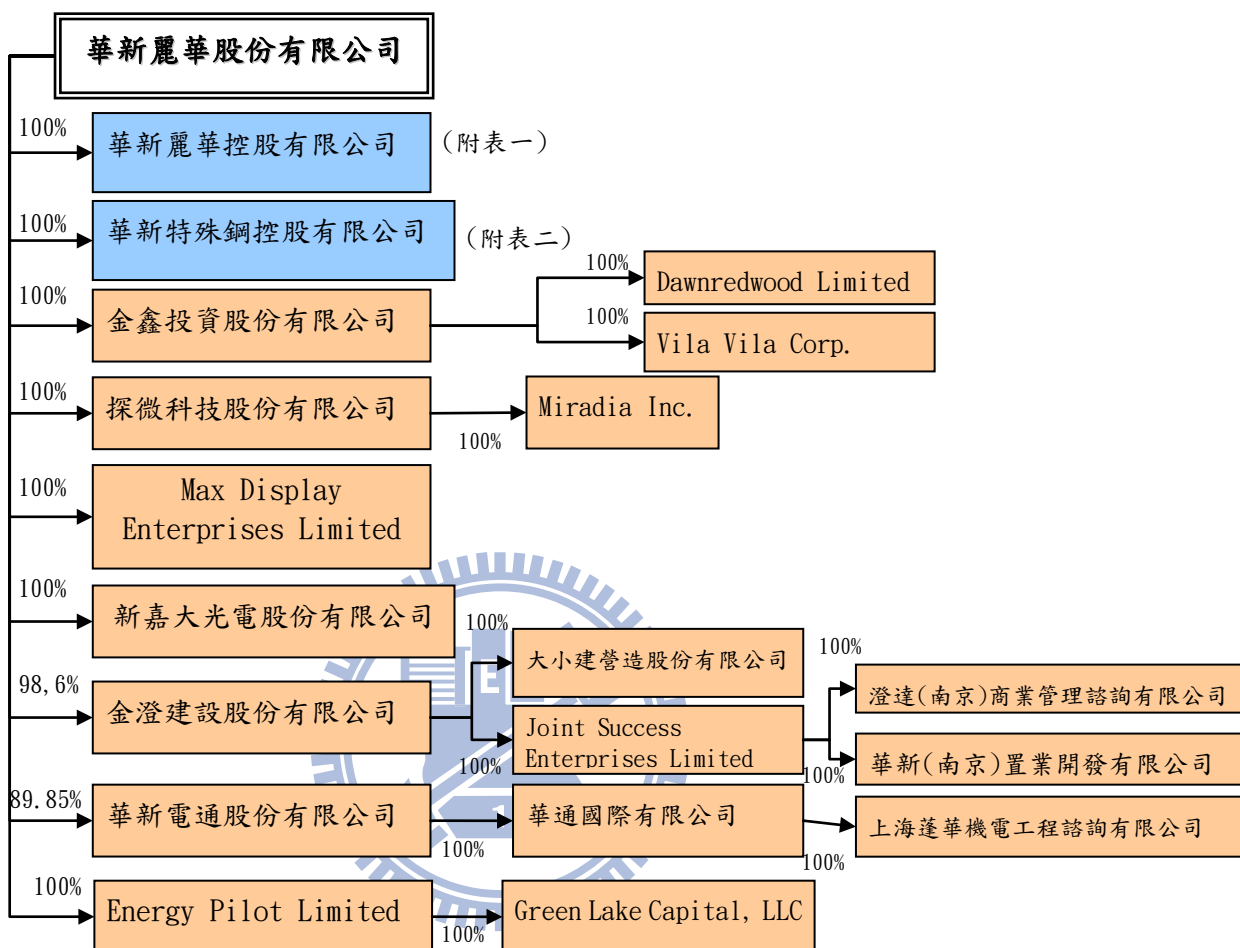 華新麗華股份有限公司
100%
華新麗華控股有限公司
(附表一)
100%
華新特殊鋼控股有限公司
(附表二)
100%
金鑫投資股份有限公司
100%
Dawnredwood Limited
100%
Vila Vila Corp.
100%
探微科技股份有限公司
100%
Miradia Inc.
100%
Max Display
Enterprises Limited
100%
新嘉大光電股份有限公司
98,6%
金澄建設股份有限公司
100%
大小建營造股份有限公司
100%
Joint Success
Enterprises Limited
100%
澄達(南京)商業管理諮詢有限公司
100%
華新(南京)置業開發有限公司
89.85%
華新電通股份有限公司
100%
華通國際有限公司
100%
上海蓬華機電工程諮詢有限公司
100%
Energy Pilot Limited
100%
Green Lake Capital, LLC